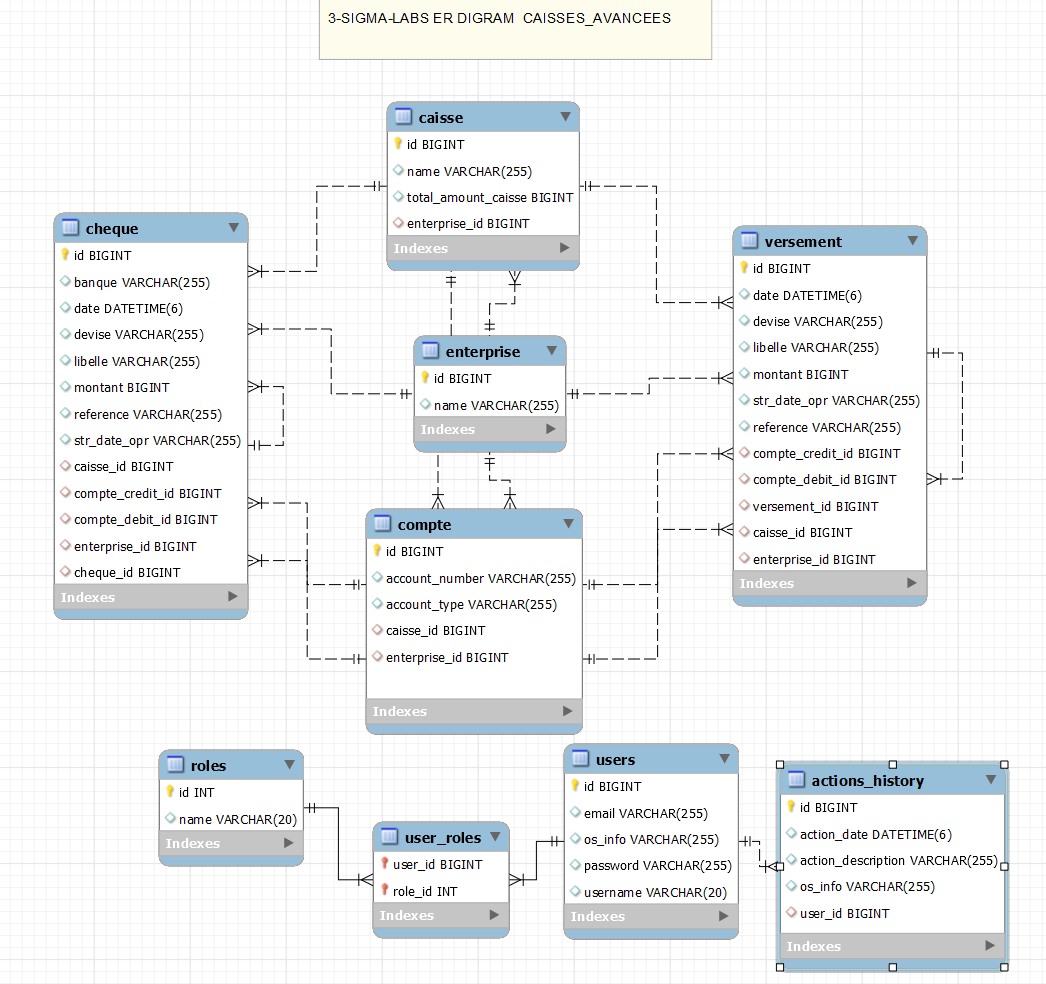 3-SIGMA-LABS ER DIGRAM  CAISSES_AVANCEES
caisse
id BIGINT
name VARCHAR(255)
total_amount_caisse BIGINT
enterprise_id BIGINT
Indexes
cheque
id BIGINT
banque VARCHAR(255)
date DATETIME(6)
devise VARCHAR(255)
libelle VARCHAR(255)
montant BIGINT
reference VARCHAR(255)
str_date_opr VARCHAR(255)
caisse_id BIGINT
compte_credit_id BIGINT
compte_debit_id BIGINT
enterprise_id BIGINT
cheque_id BIGINT
Indexes
enterprise
id BIGINT
name VARCHAR(255)
Indexes
versement
id BIGINT
date DATETIME(6)
devise VARCHAR(255)
libelle VARCHAR(255)
montant BIGINT
str_date_opr VARCHAR(255)
reference VARCHAR(255)
compte_credit_id BIGINT
compte_debit_id BIGINT
versement_id BIGINT
caisse_id BIGINT
enterprise_id BIGINT
Indexes
compte
id BIGINT
account_number VARCHAR(255)
account_type VARCHAR(255)
caisse_id BIGINT
enterprise_id BIGINT
Indexes
roles
id INT
name VARCHAR(20)
Indexes
user_roles
user_id BIGINT
role_id INT
Indexes
users
id BIGINT
email VARCHAR(255)
os_info VARCHAR(255)
password VARCHAR(255)
username VARCHAR(20)
Indexes
actions_history
id BIGINT
action_date DATETIME(6)
action_description VARCHAR(255)
os_info VARCHAR(255)
user_id BIGINT
Indexes